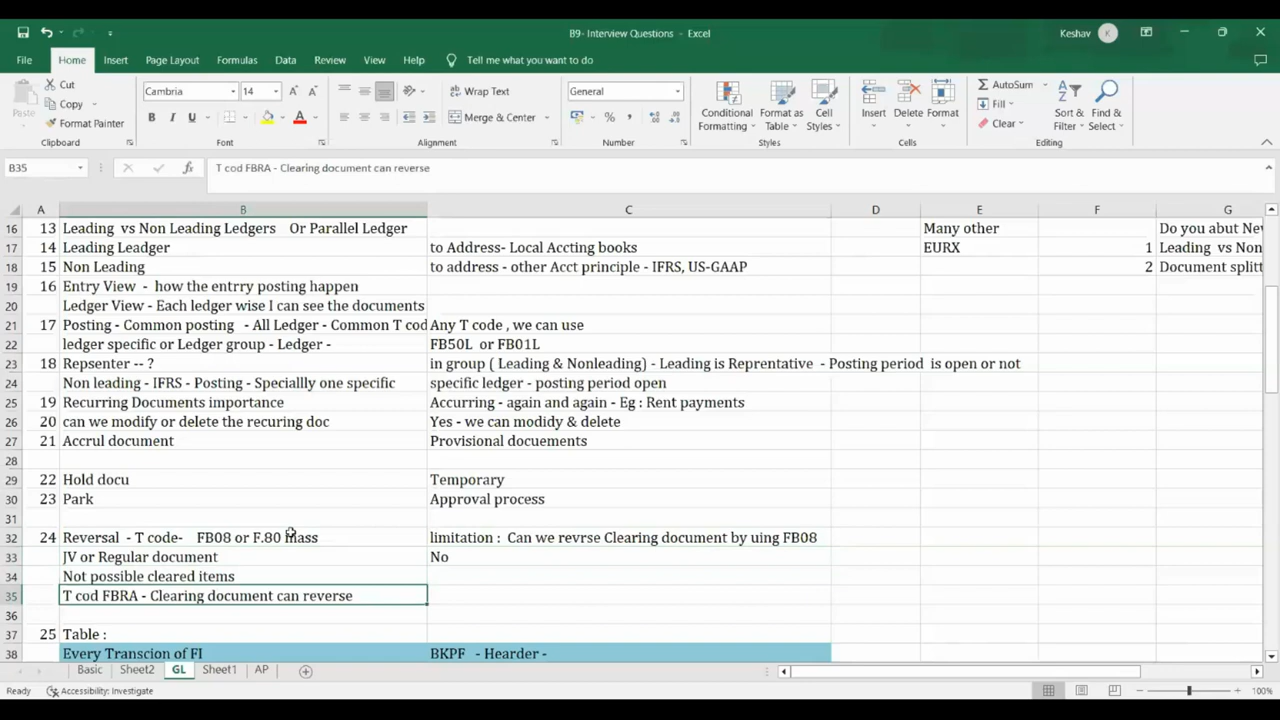 B9- Interview Questions - Excel
Keshav K
File Home Insert Page Layout Formulas Data Review View Help Tell me what you want to do
Paste
Cut
Copy
Format Painter
Cambria 14
B I U
Wrap Text
Merge & Center
General
Conditional Formatting
Format as Table
Cell Styles
Insert Delete Format
AutoSum
Fill
Clear
Sort & Filter
Find & Select
Clipboard Font Alignment Number Styles Cells Editing
B35 fx T cod FBRA - Clearing document can reverse
A B C D E F G
16 13 Leading vs Non Leading Ledgers Or Parallel Ledger Many other Do you abut Nev
17 14 Leading Leadger to Address- Local Accting books EURX 1 Leading vs Non
18 15 Non Leading to address - other Acct principle - IFRS, US-GAAP 2 Document splitt
19 16 Entry View - how the entrry posting happen
20 Ledger View - Each ledger wise I can see the documents
21 17 Posting - Common posting - All Ledger - Common T cod Any T code , we can use
22 ledger specific or Ledger group - Ledger - FB50L or FB01L
23 18 Repsenter -- ? in group ( Leading & Nonleading) - Leading is Reprentative - Posting period is open or not
24 Non leading - IFRS - Posting - Speciallly one specific specific ledger - posting period open
25 19 Recurring Documents importance Accurring - again and again - Eg : Rent payments
26 20 can we modify or delete the recuring doc Yes - we can modidy & delete
27 21 Accrul document Provisional docuements
28
29 22 Hold docu Temporary
30 23 Park Approval process
31
32 24 Reversal - T code- FB08 or F.80 mass limitation : Can we revrse Clearing document by uing FB08
33 JV or Regular document No
34 Not possible cleared items
35 T cod FBRA - Clearing document can reverse
36
37 25 Table :
38 Every Transcion of FI BKPF - Hearder -
Basic Sheet2 GL Sheet1 AP
Ready Accessibility: Investigate 100%